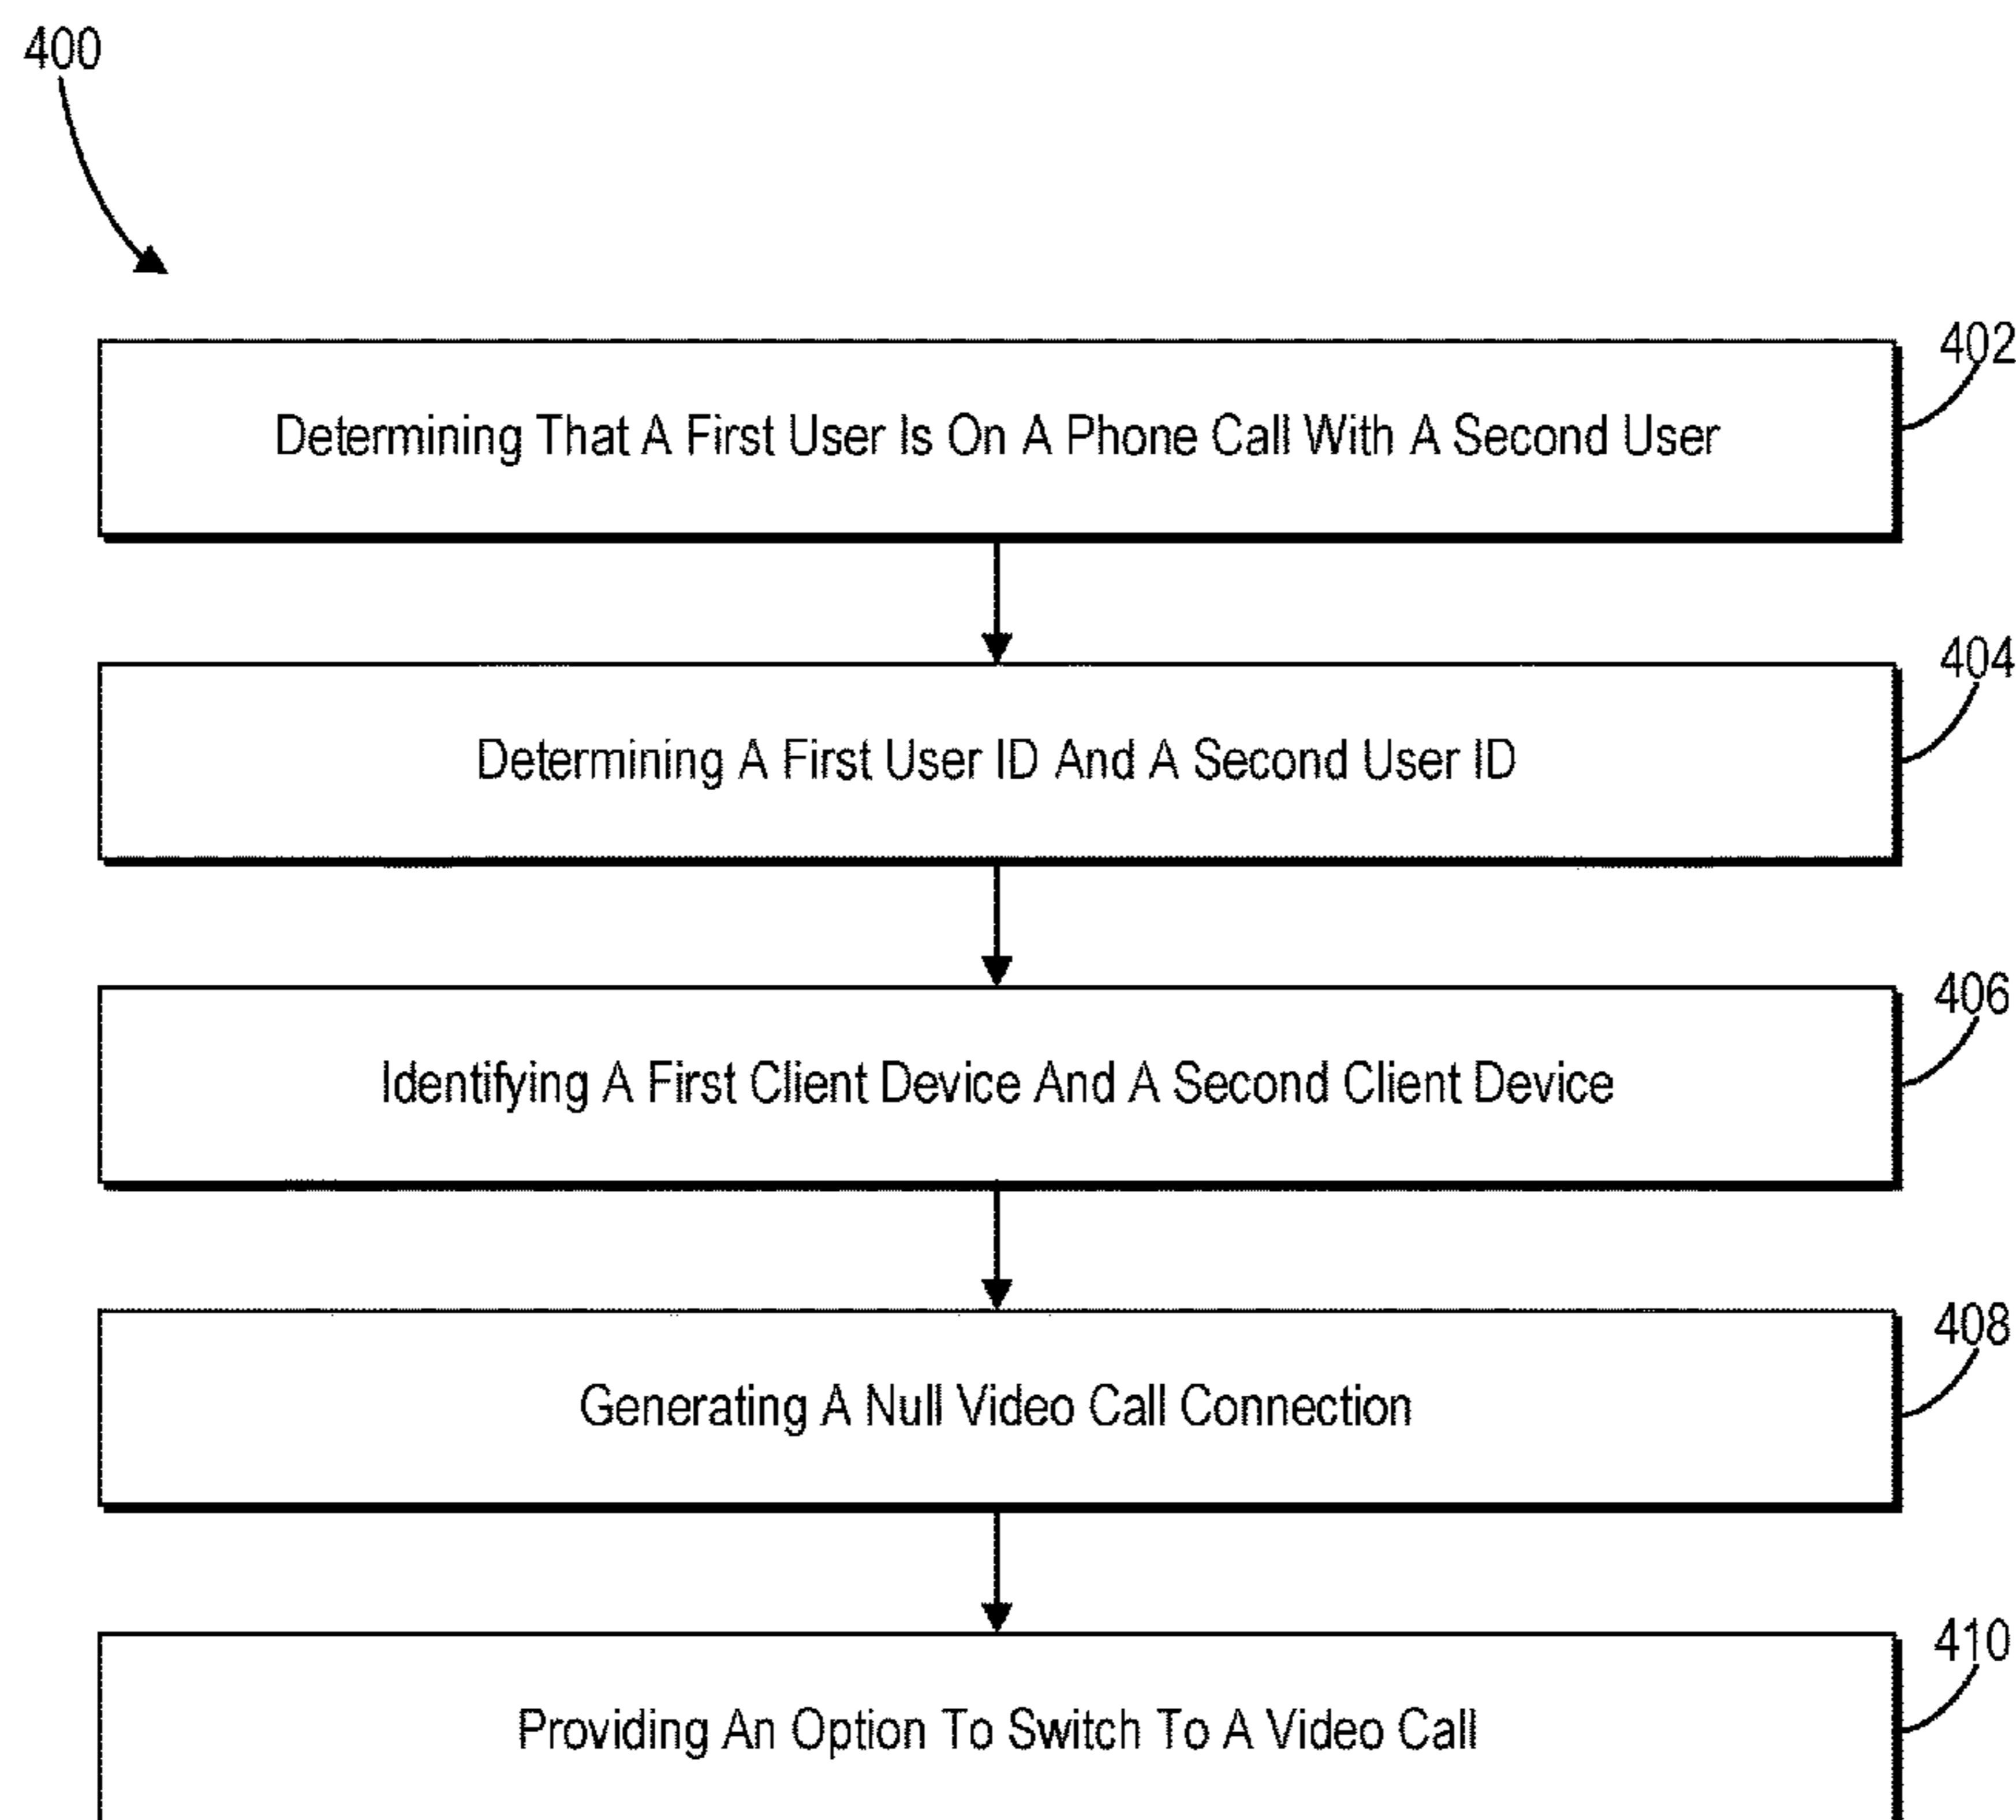 400
402
Determining That A First User Is On A Phone Call With A Second User
404
Determining A First User ID And A Second User ID
406
Identifying A First Client Device And A Second Client Device
408
Generating A Null Video Call Connection
410
Providing An Option To Switch To A Video Call